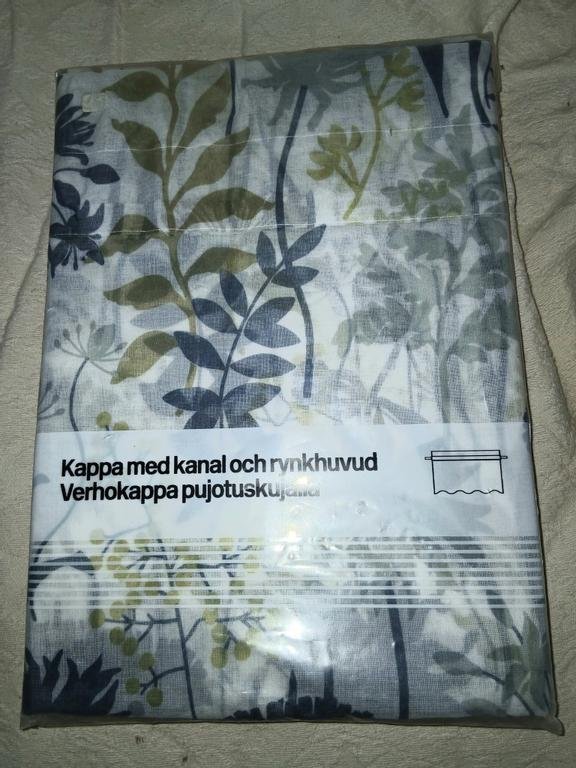 Kappa med kanal och rynkhuvud
Verhokappa pujotuskujalla